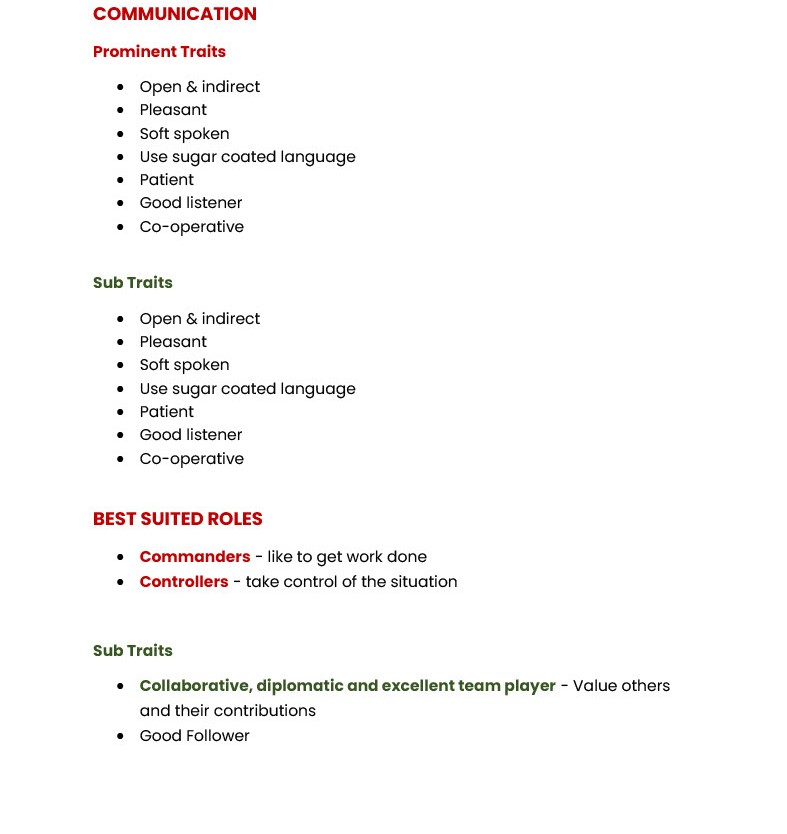 COMMUNICATION
Prominent Traits
• Open & indirect
• Pleasant
• Soft spoken
• Use sugar coated language
• Patient
• Good listener
• Co-operative
Sub Traits
• Open & indirect
• Pleasant
• Soft spoken
• Use sugar coated language
• Patient
• Good listener
• Co-operative
BEST SUITED ROLES
• Commanders - like to get work done
• Controllers - take control of the situation
Sub Traits
• Collaborative, diplomatic and excellent team player - Value others
and their contributions
• Good Follower